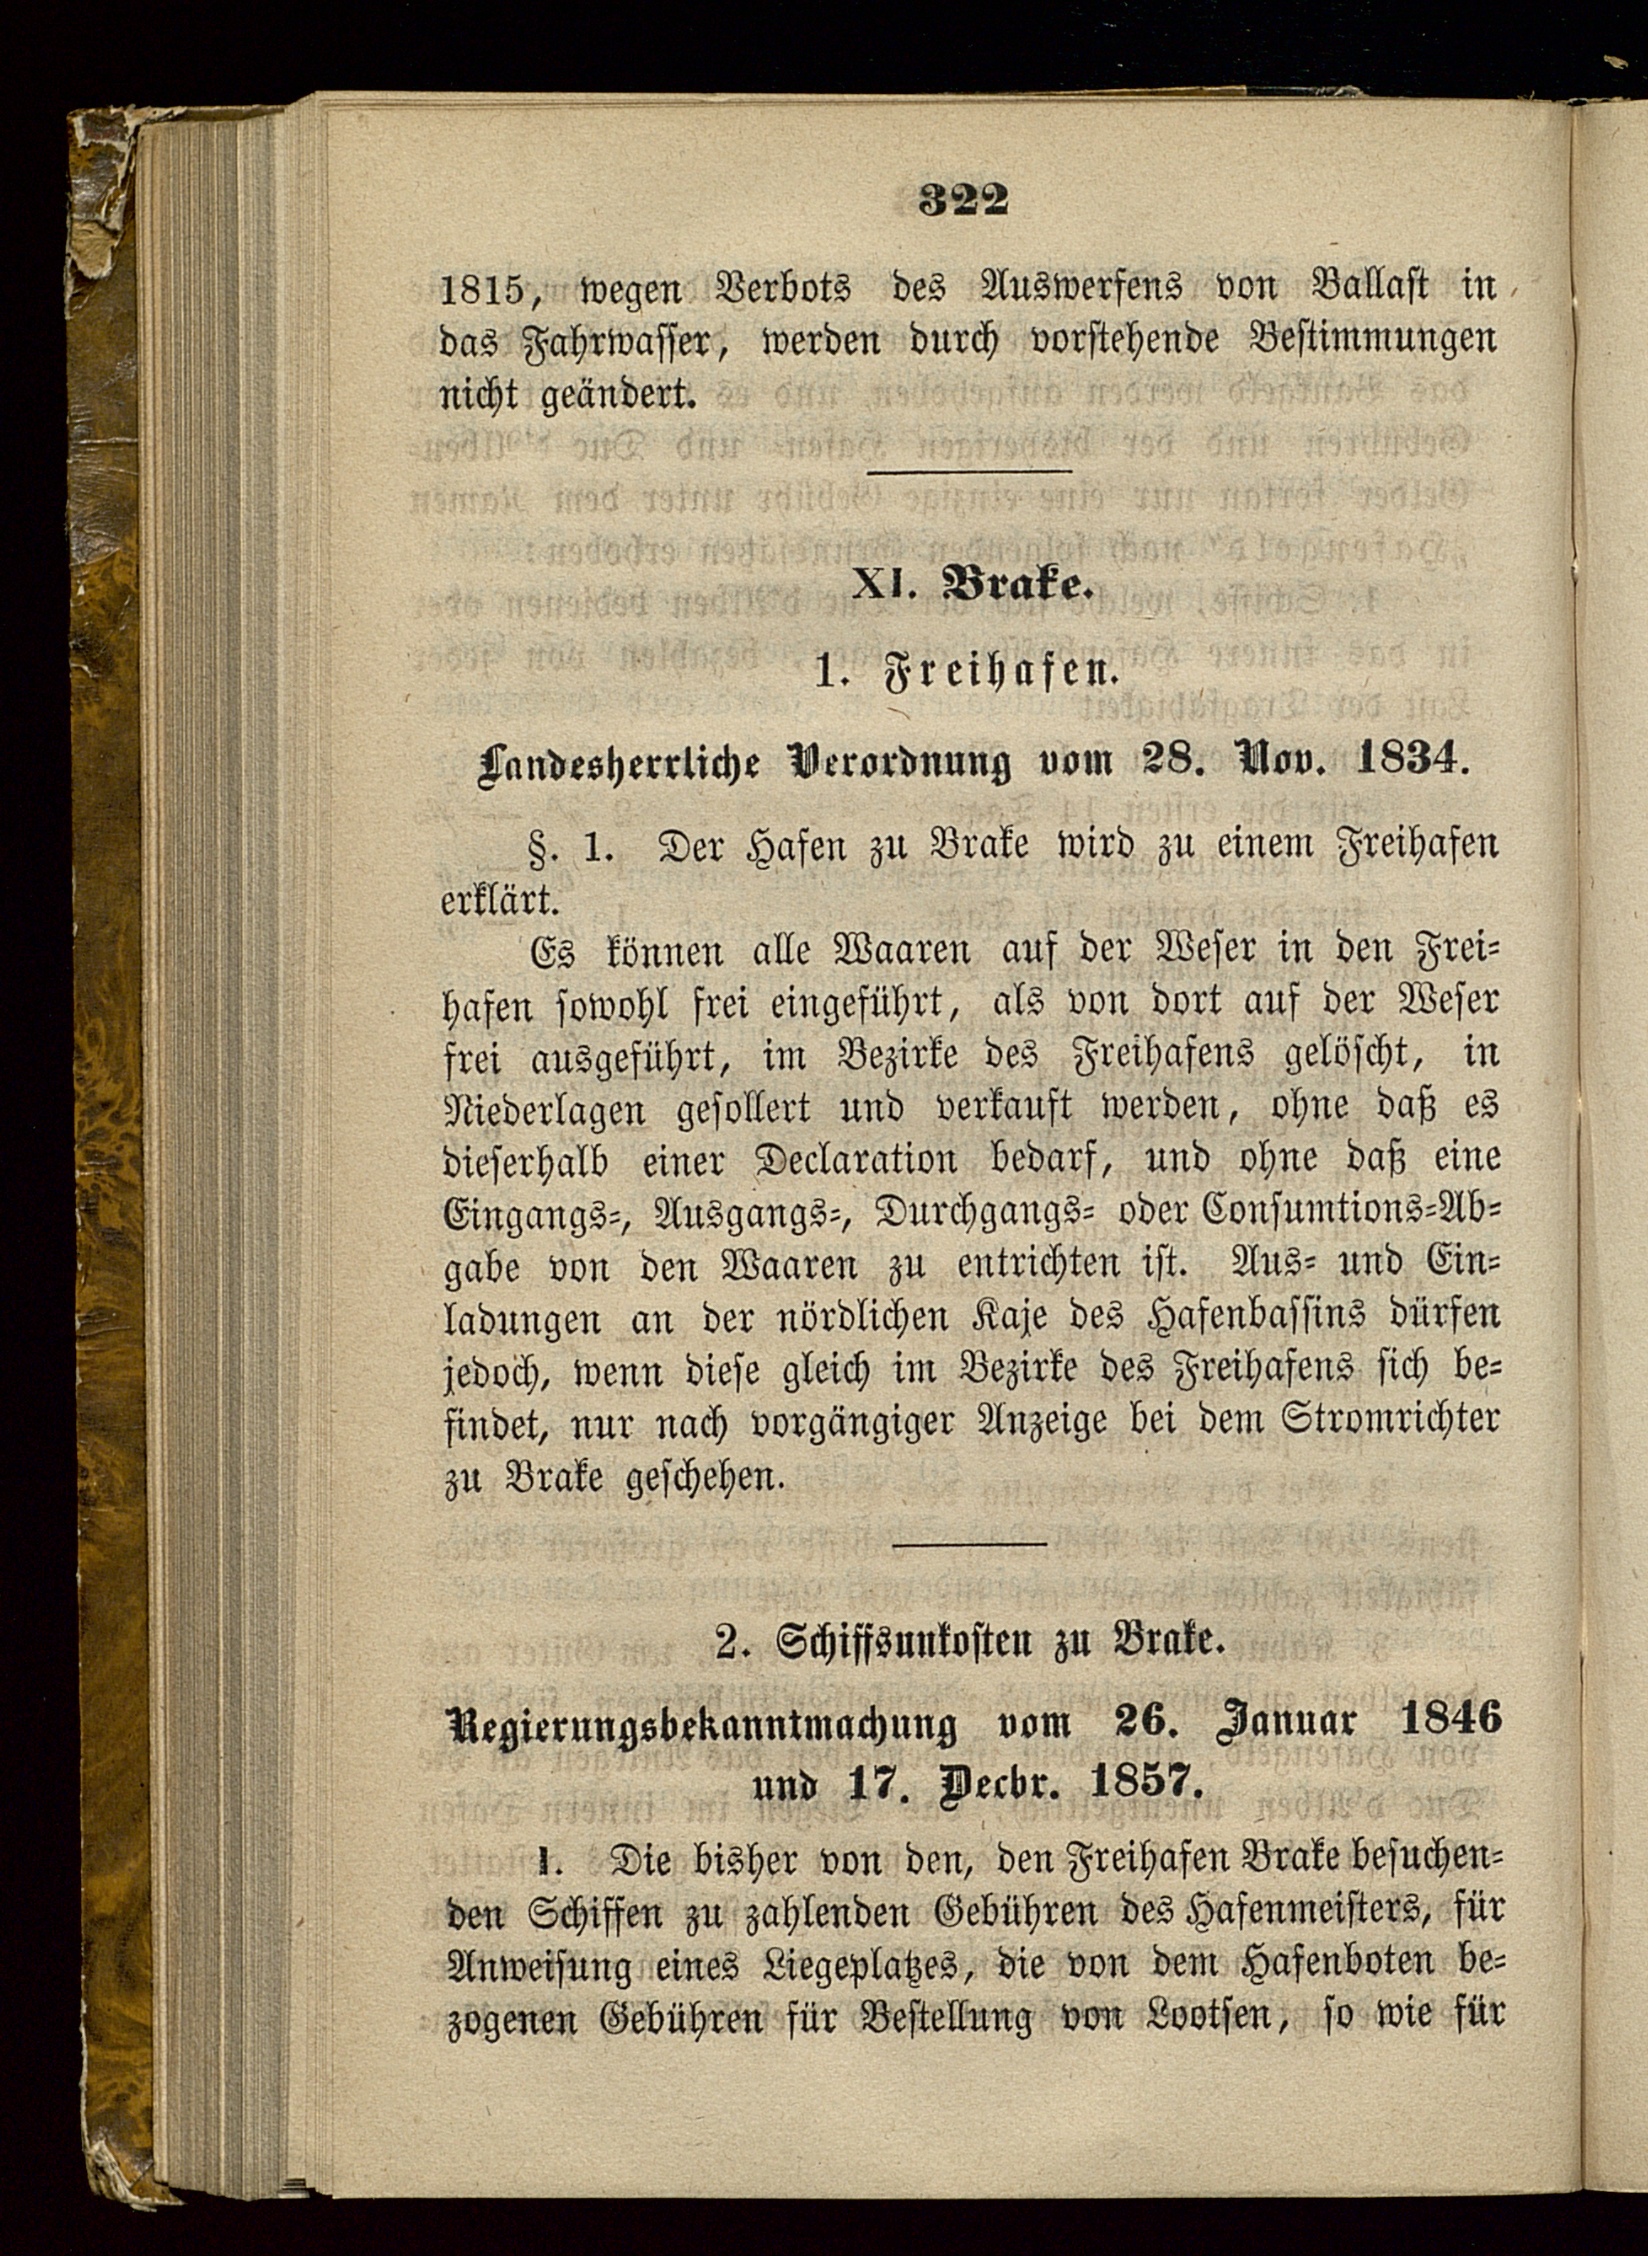 322
1815, wegen Verbots des Auswerfens von Ballast in
das Fahrwasser, werden durch vorstehende Bestimmungen
nicht geändert.
XI. Brake.
1. Freihafen.
Landesherrliche Verordnung vom 28. Nov. 1834.
§. 1. Der Hafen zu Brake wird zu einem Freihafen
erklärt.
Es können alle Waaren auf der Weser in den Frei-
hafen sowohl frei eingeführt, als von dort auf der Weser
frei ausgeführt, im Bezirke des Freihafens gelöscht, in
Niederlagen gesollert und verkauft werden, ohne daß es
dieserhalb einer Declaration bedarf, und ohne daß eine
Eingangs-, Ausgangs-, Durchgangs- oder Consumtions-Ab-
gabe von den Waaren zu entrichten ist. Aus- und Ein-
ladungen an der nördlichen Kaje des Hafenbassins dürfen
jedoch, wenn diese gleich im Bezirke des Freihafens sich be-
findet, nur nach vorgängiger Anzeige bei dem Stromrichter
zu Brake geschehen.
2. Schiffsunkosten zu Brake.
Regierungsbekanntmachung vom 26. Januar 1846
und 17. Decbr. 1857.
1. Die bisher von den, den Freihafen Brake besuchen-
den Schiffen zu zahlenden Gebühren des Hafenmeisters, für
Anweisung eines Liegeplatzes, die von dem Hafenboten be-
zogenen Gebühren für Bestellung von Lootsen, so wie für